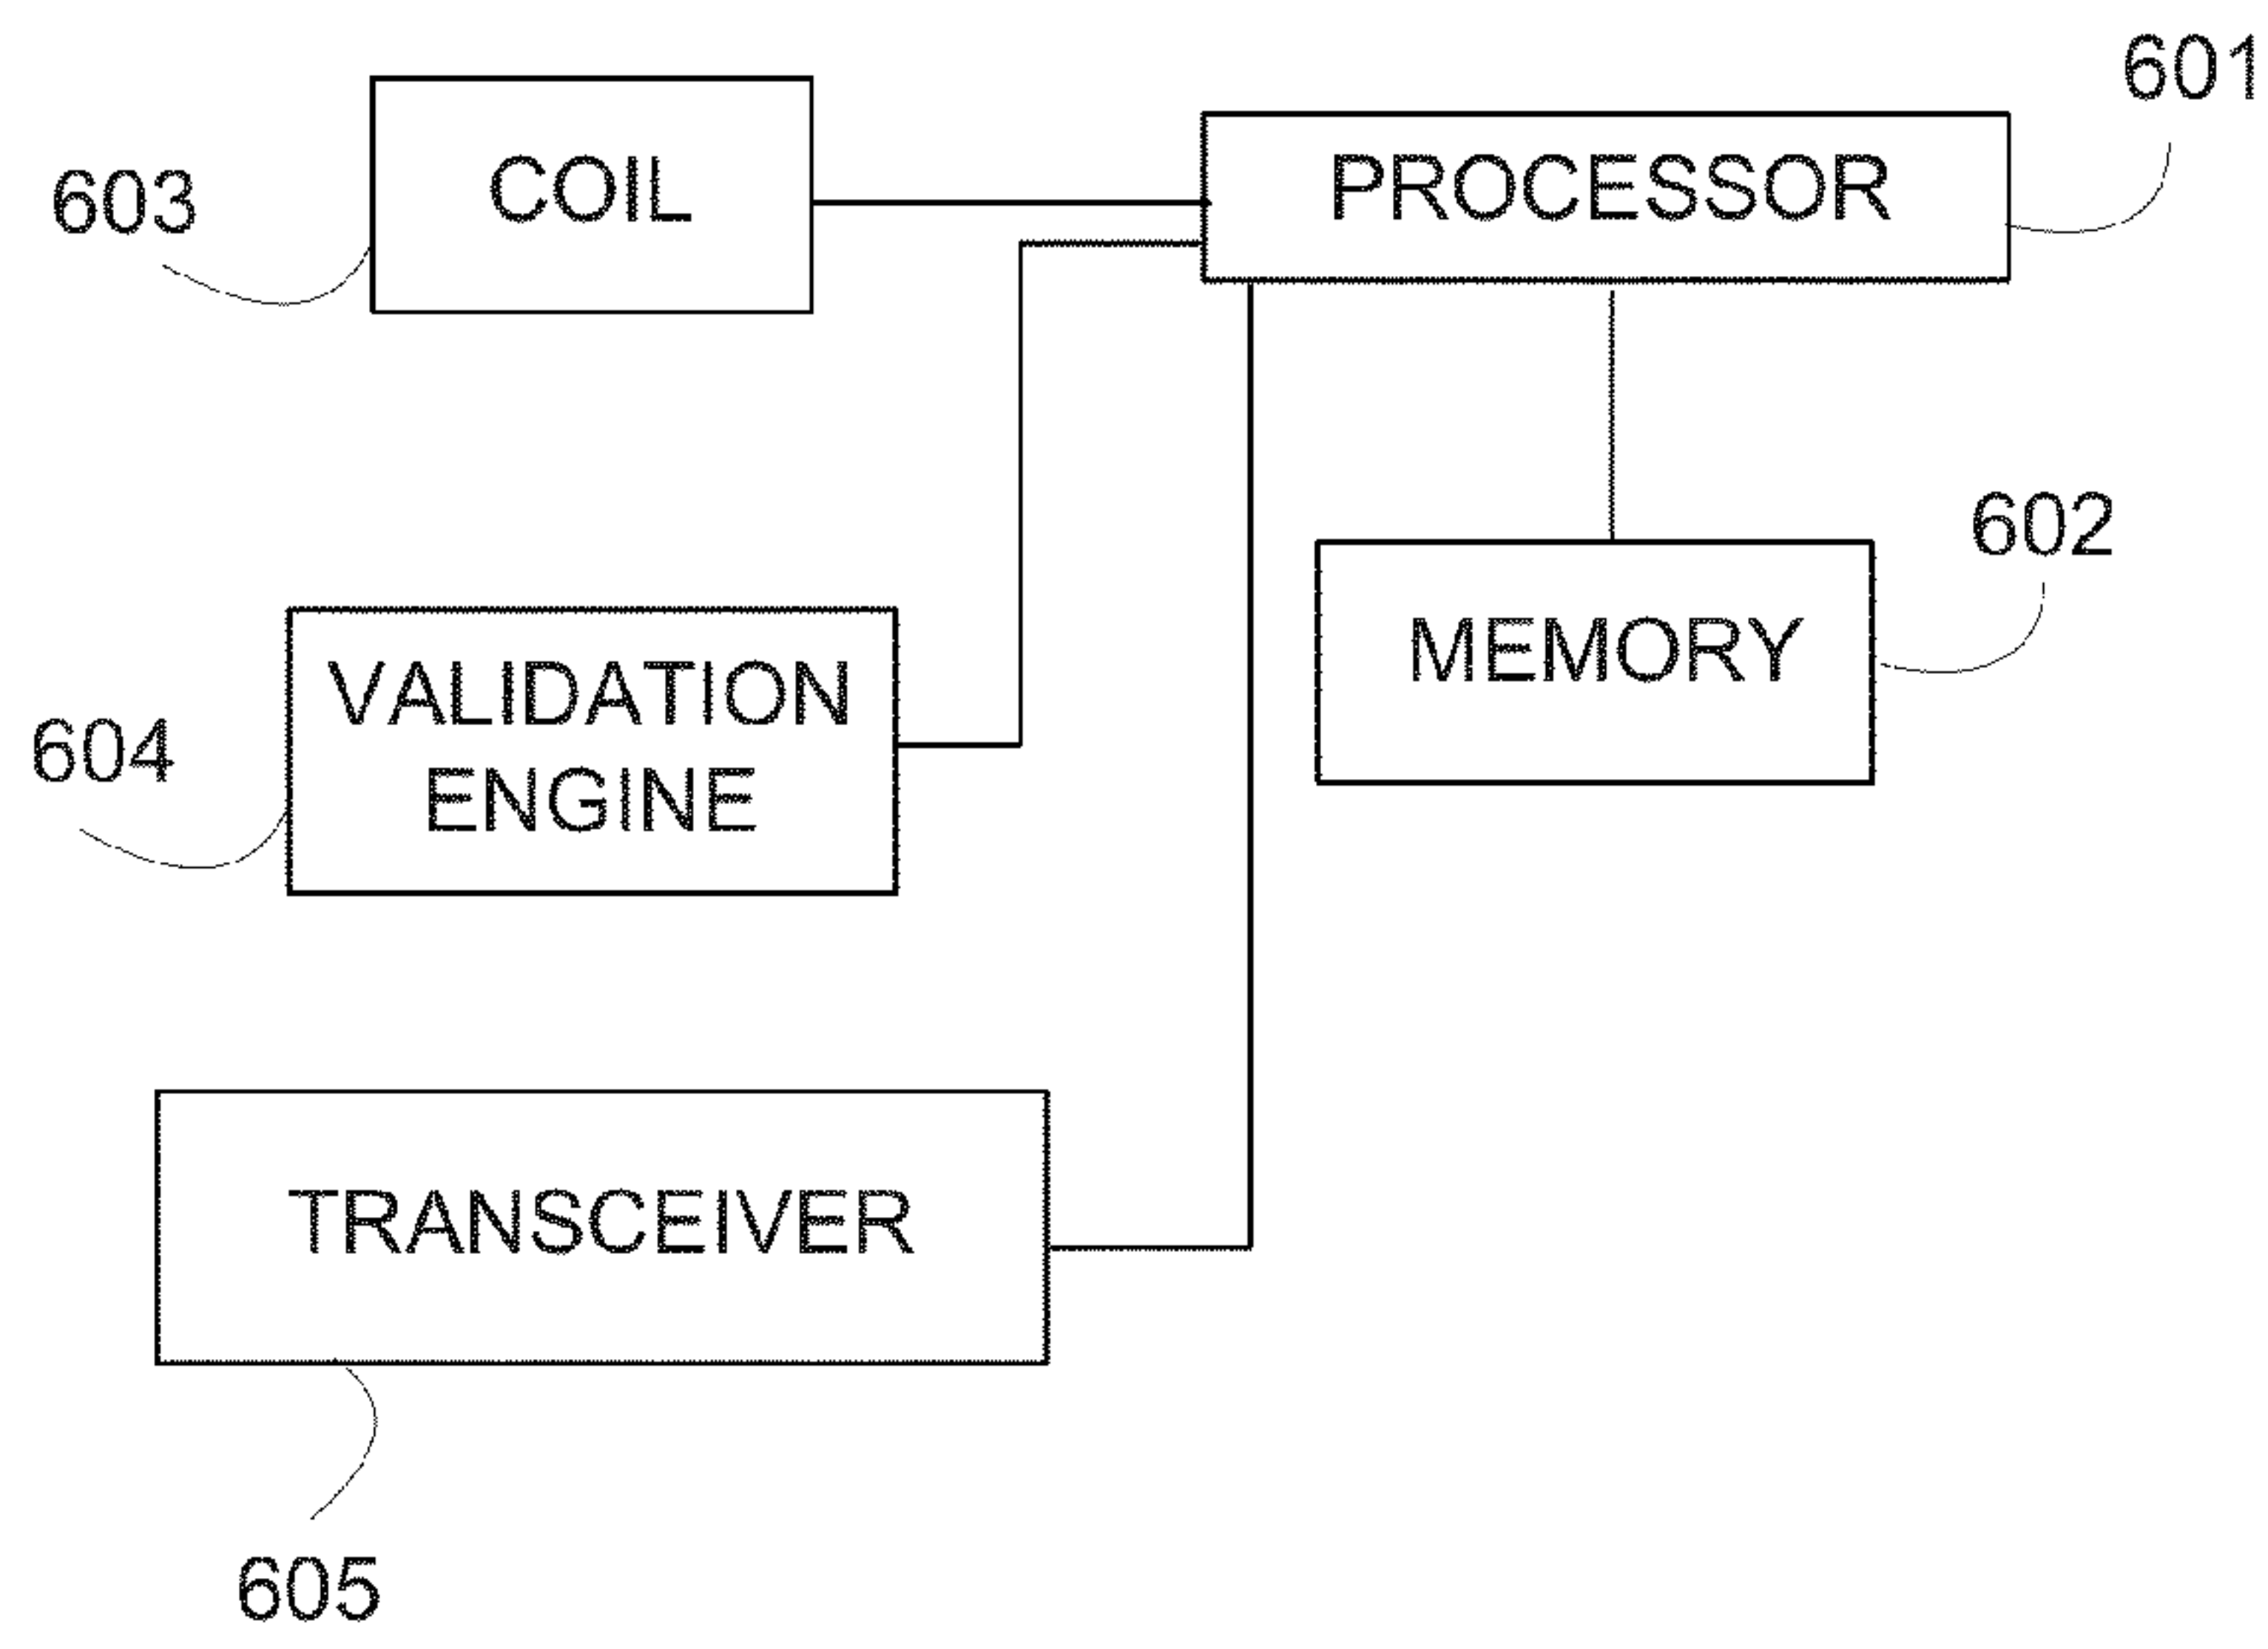 601
COIL
PROCESSOR
603
602
MEMORY
VALIDATION
ENGINE
604
TRANSCEIVER
605